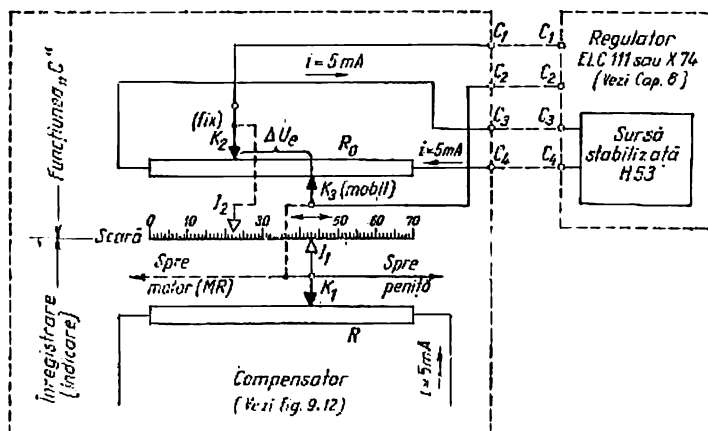 Funcțiunea „C"
Înregistrare
(indicare)
C₁
C₁
C₂
C₂
C₃
C₃
C₄
C₄
i = 5 mA
i = 5 mA
(fix)
K₂
ΔUe
R₀
K₃ (mobil)
I₂
Scară
0 10 20 30 40 50 60 70
I₁
Spre
motor (MR)
Spre
peniță
K₁
R
i = 5 mA
Compensator
(Vezi Fig. 9.12)
Regulator
ELC 111 sau X 74
(Vezi Cap. 6)
Sursă
stabilizată
H 53